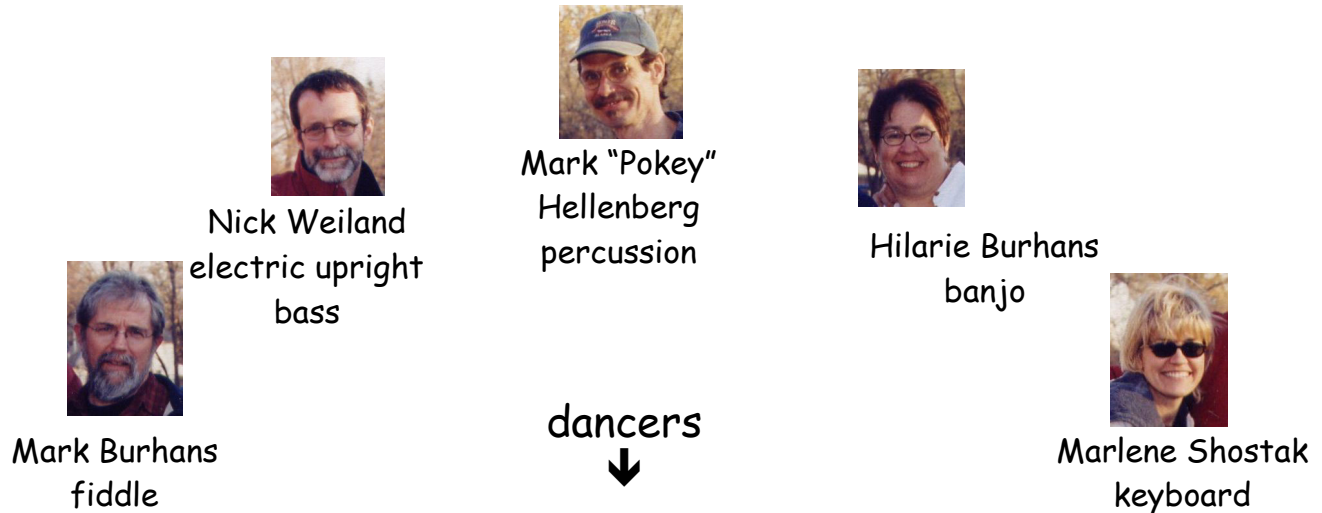 Mark “Pokey”
Hellenberg
percussion
Nick Weiland
electric upright
bass
Hilarie Burhans
banjo
Mark Burhans
fiddle
dancers
Marlene Shostak
keyboard